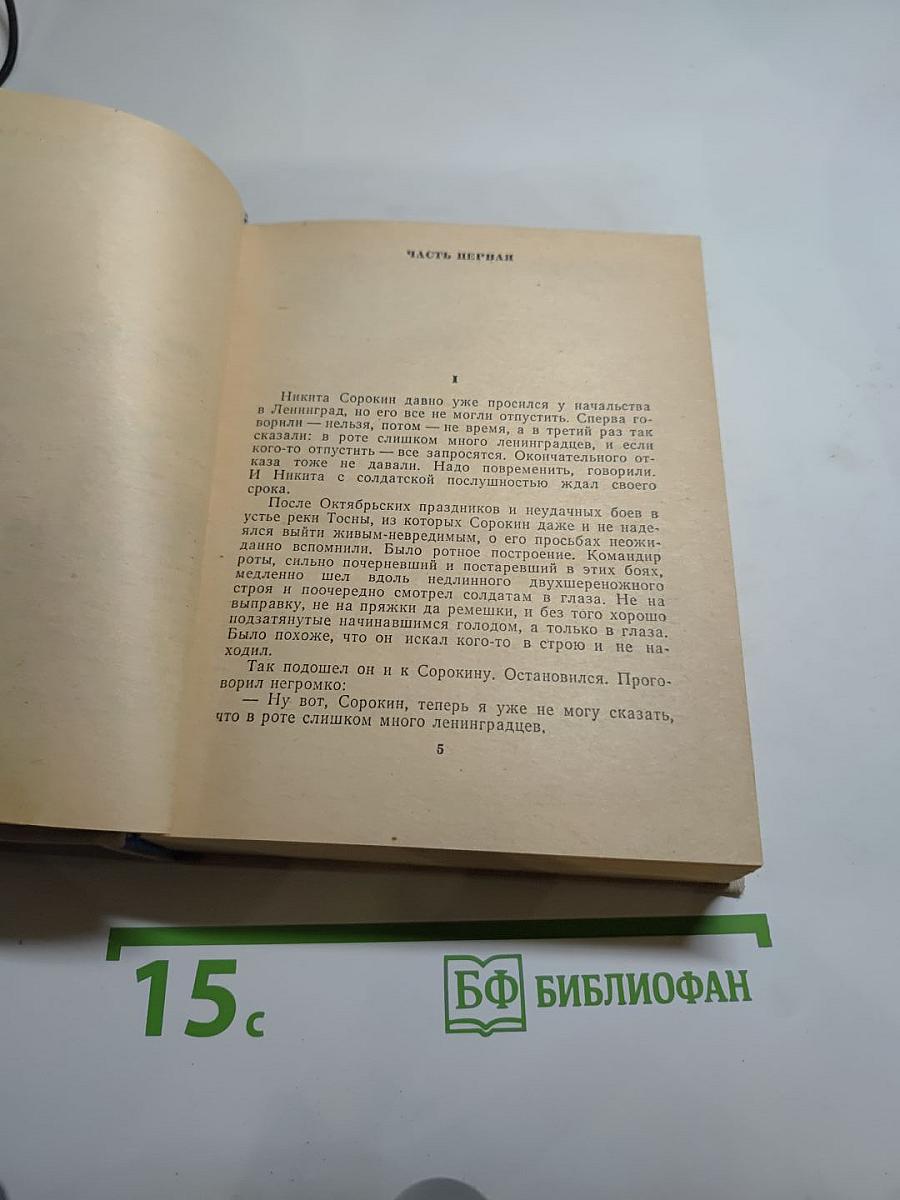 ЧАСТЬ ПЕРВАЯ
I
Никита Сорокин давно уже просился у начальства
в Ленинград, но его все не могли отпустить. Сперва го-
ворили — нельзя, потом — не время, а в третий раз так
сказали: в роте слишком много ленинградцев, и если
кого-то отпустить — все запросятся. Окончательного от-
каза тоже не давали. Надо повременить, говорили.
И Никита с солдатской послушностью ждал своего
срока.
После Октябрьских праздников и неудачных боев в
устье реки Тосны, из которых Сорокин даже и не наде-
ялся выйти живым-невредимым, о его просьбах неожи-
данно вспомнили. Было ротное построение. Командир
роты, сильно почерневший и постаревший в этих боях,
медленно шел вдоль недлинного двухшереножного
строя и поочередно смотрел солдатам в глаза. Не на
выправку, не на пряжки да ремешки, и без того хорошо
подзатянутые начинавшимся голодом, а только в глаза.
Было похоже, что он искал кого-то в строю и не на-
ходил.
Так подошел он и к Сорокину. Остановился. Прого-
ворил негромко:
— Ну вот, Сорокин, теперь я уже не могу сказать,
что в роте слишком много ленинградцев,
5
15 с
БФ БИБЛИОФАН